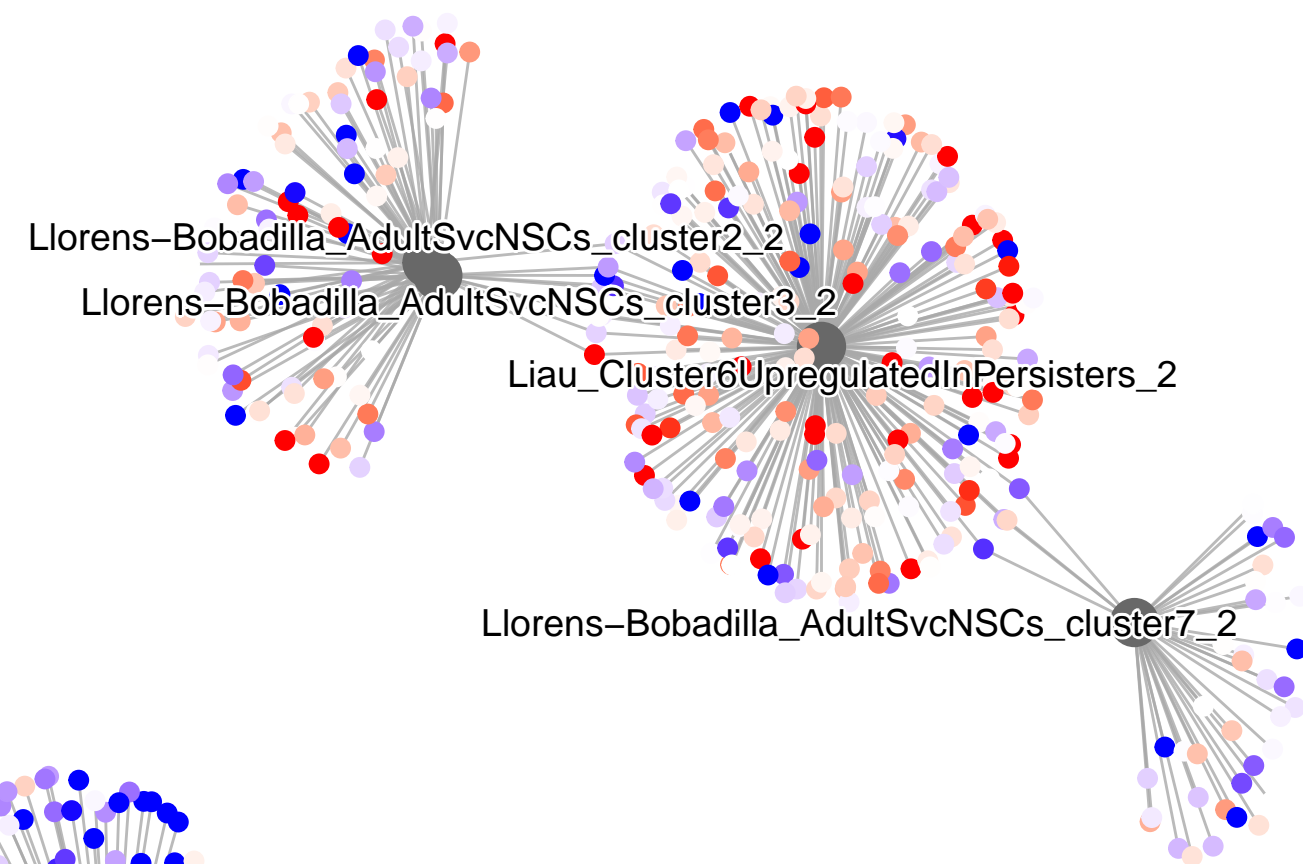 Llorens−Bobadilla_AdultSvcNSCs_cluster2_2
Llorens−Bobadilla_AdultSvcNSCs_cluster3_2
Liau_Cluster6UpregulatedInPersisters_2
Llorens−Bobadilla_AdultSvcNSCs_cluster7_2